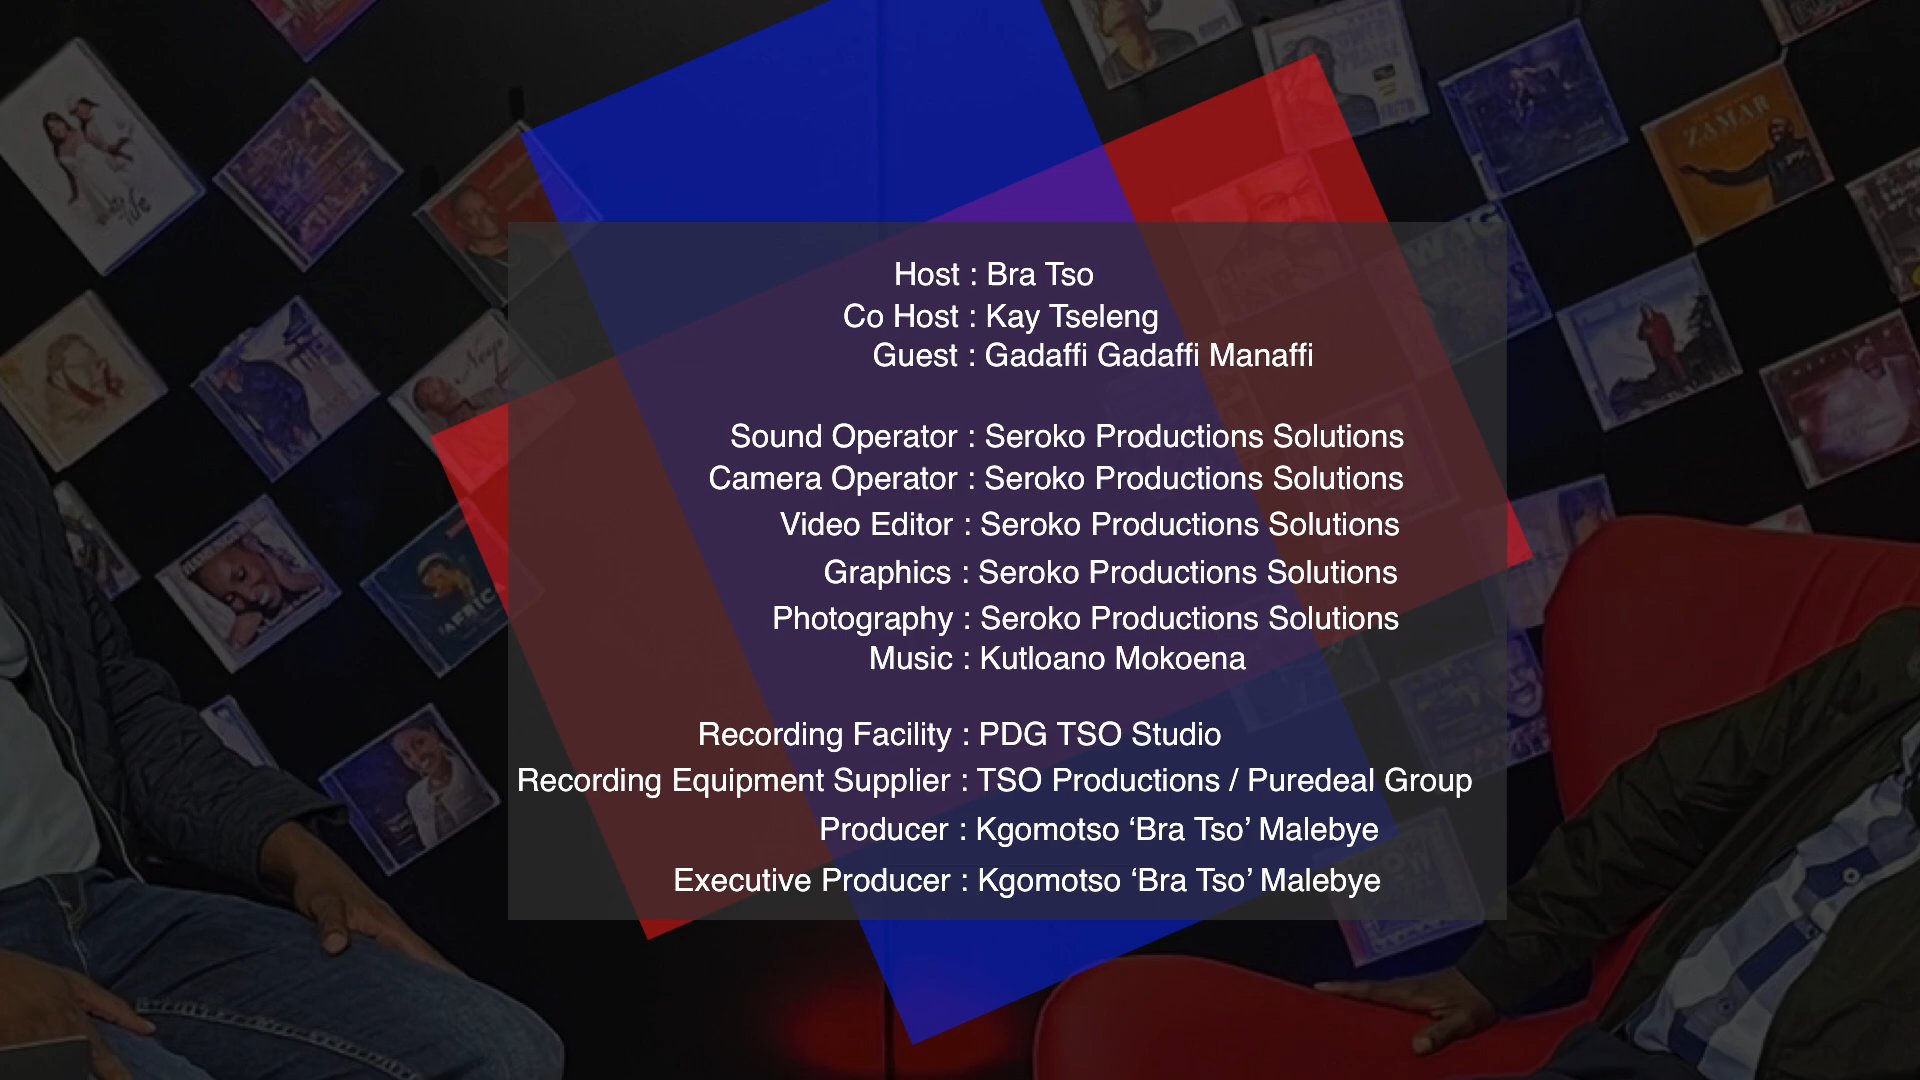 ZAMAR
Host : Bra Tso
Co Host : Kay Tseleng
Guest : Gadaffi Gadaffi Manaffi
Sound Operator : Seroko Productions Solutions
Camera Operator : Seroko Productions Solutions
Video Editor : Seroko Productions Solutions
Graphics : Seroko Productions Solutions
Photography : Seroko Productions Solutions
Music : Kutloano Mokoena
Recording Facility : PDG TSO Studio
Recording Equipment Supplier : TSO Productions / Puredeal Group
Producer : Kgomotso ‘Bra Tso’ Malebye
Executive Producer : Kgomotso ‘Bra Tso’ Malebye